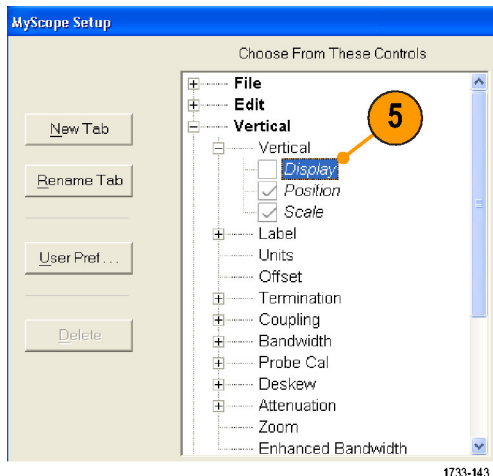 MyScope Setup
Choose From These Controls
File
Edit
Vertical
5
Vertical
New Tab
Display
Rename Tab
Position
Scale
Label
User Pref . . .
Units
Offset
Termination
Delete
Coupling
Bandwidth
Probe Cal
Deskew
Attenuation
Zoom
Enhanced Bandwidth
1733-143